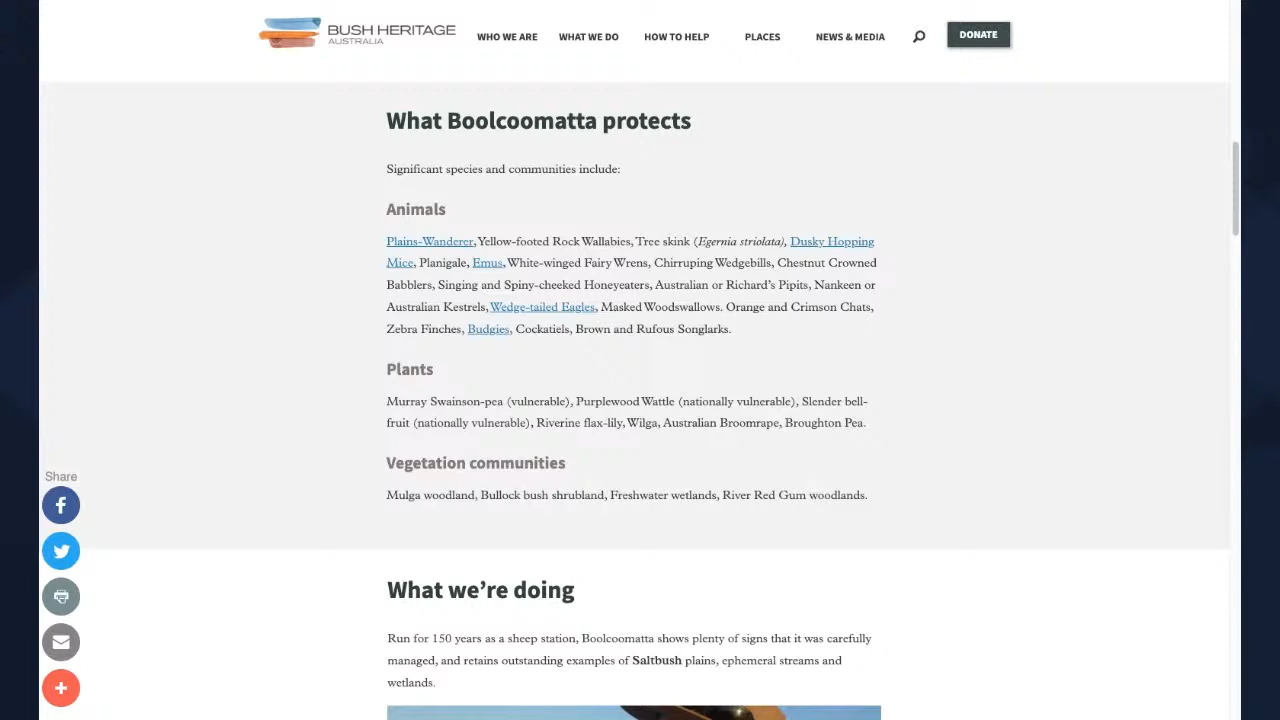 BUSH HERITAGE
AUSTRALIA
WHO WE ARE
WHAT WE DO
HOW TO HELP
PLACES
NEWS & MEDIA
DONATE
What Boolcoomatta protects
Significant species and communities include:
Animals
Plains-Wanderer, Yellow-footed Rock Wallabies, Tree skink (Egernia striolata), Dusky Hopping
Mice, Planigale, Emus, White-winged Fairy Wrens, Chirruping Wedgebills, Chestnut Crowned
Babblers, Singing and Spiny-cheeked Honeyeaters, Australian or Richard’s Pipits, Nankeen or
Australian Kestrels, Wedge-tailed Eagles, Masked Woodswallows. Orange and Crimson Chats,
Zebra Finches, Budgies, Cockatiels, Brown and Rufous Songlarks.
Plants
Murray Swainson-pea (vulnerable), Purplewood Wattle (nationally vulnerable), Slender bell-
fruit (nationally vulnerable), Riverine flax-lily, Wilga, Australian Broomrape, Broughton Pea.
Vegetation communities
Mulga woodland, Bullock bush shrubland, Freshwater wetlands, River Red Gum woodlands.
Share
What we’re doing
Run for 150 years as a sheep station, Boolcoomatta shows plenty of signs that it was carefully
managed, and retains outstanding examples of Saltbush plains, ephemeral streams and
wetlands.